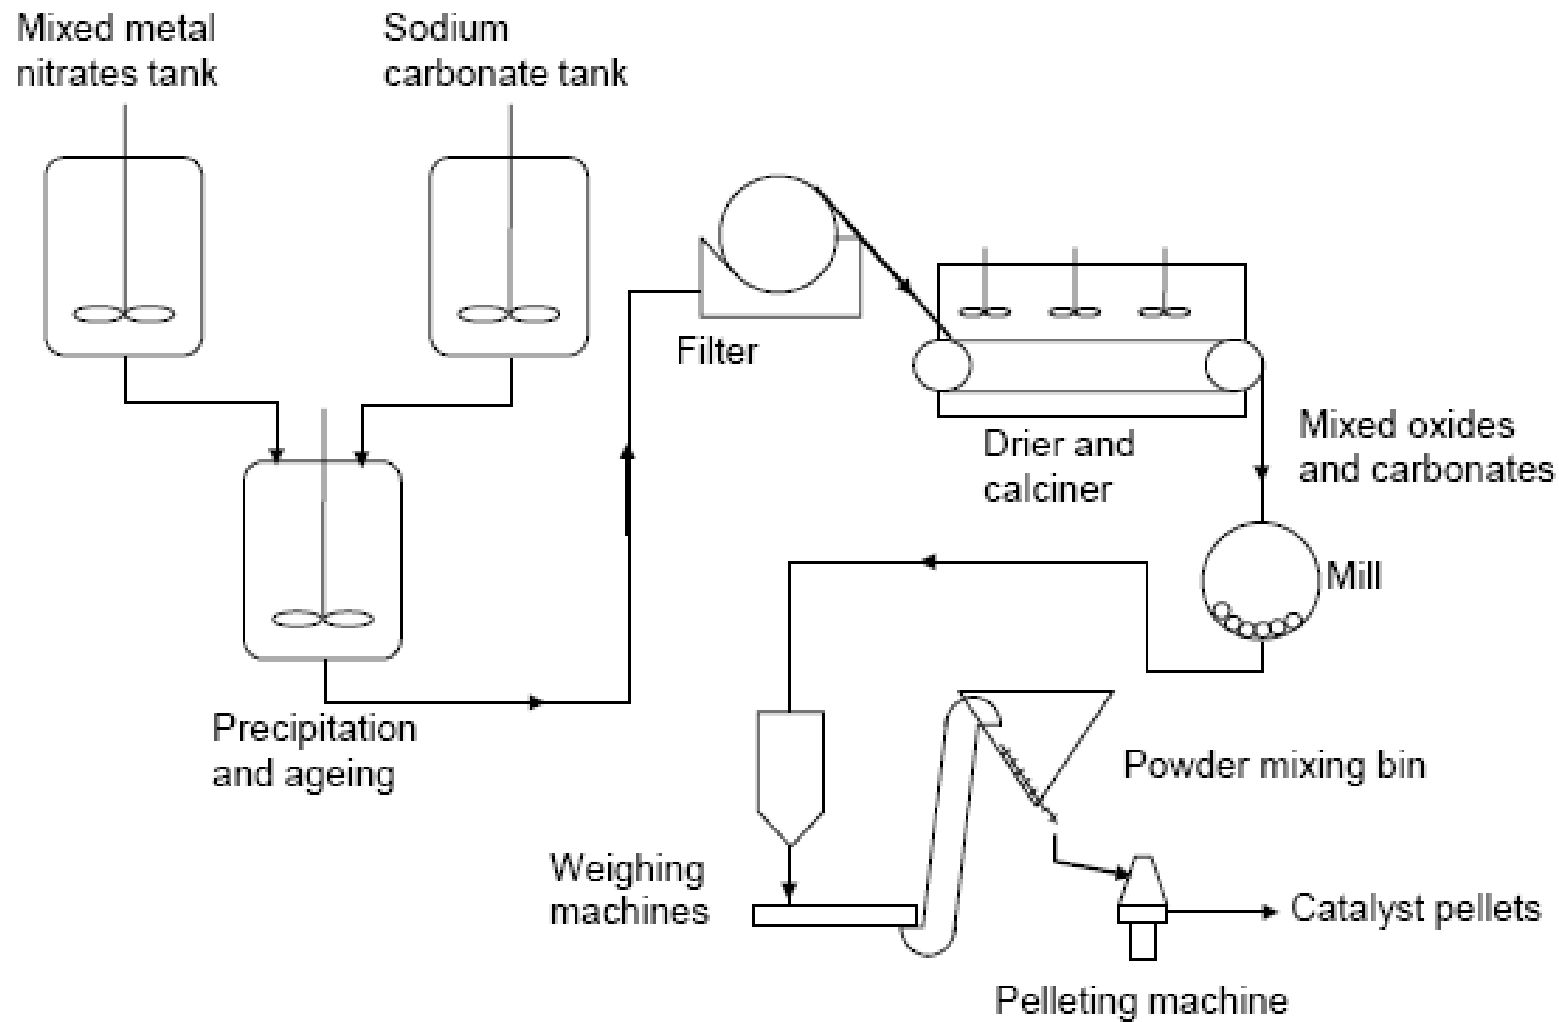 Mixed metal
nitrates tank
Sodium
carbonate tank
Filter
Drier and
calciner
Mixed oxides
and carbonates
Mill
Precipitation
and ageing
Powder mixing bin
Weighing
machines
Catalyst pellets
Pelleting machine